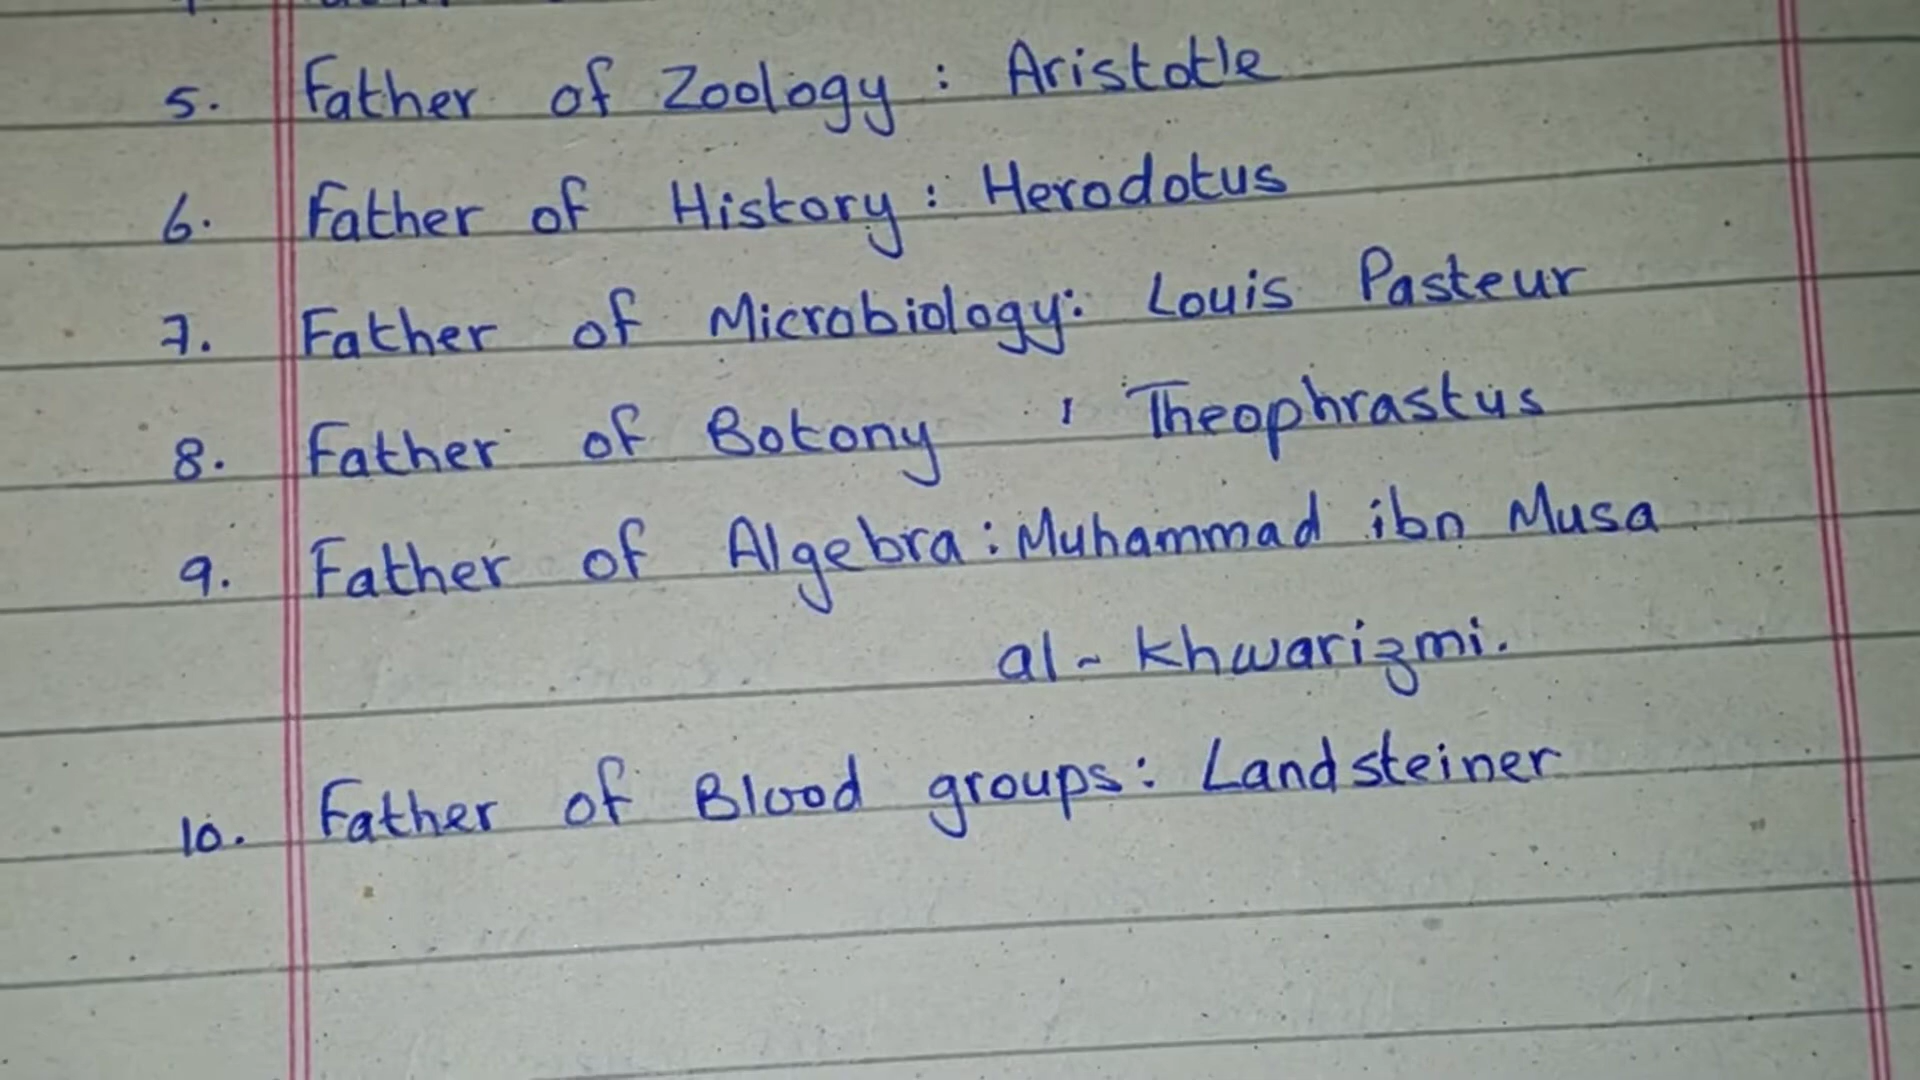 5. Father of Zoology : Aristotle
6. Father of History : Herodotus
7. Father of Microbiology: Louis Pasteur
8. Father of Botony : Theophrastus
9. Father of Algebra : Muhammad ibn Musa
al-Khwarizmi.
10. Father of Blood groups: Landsteiner